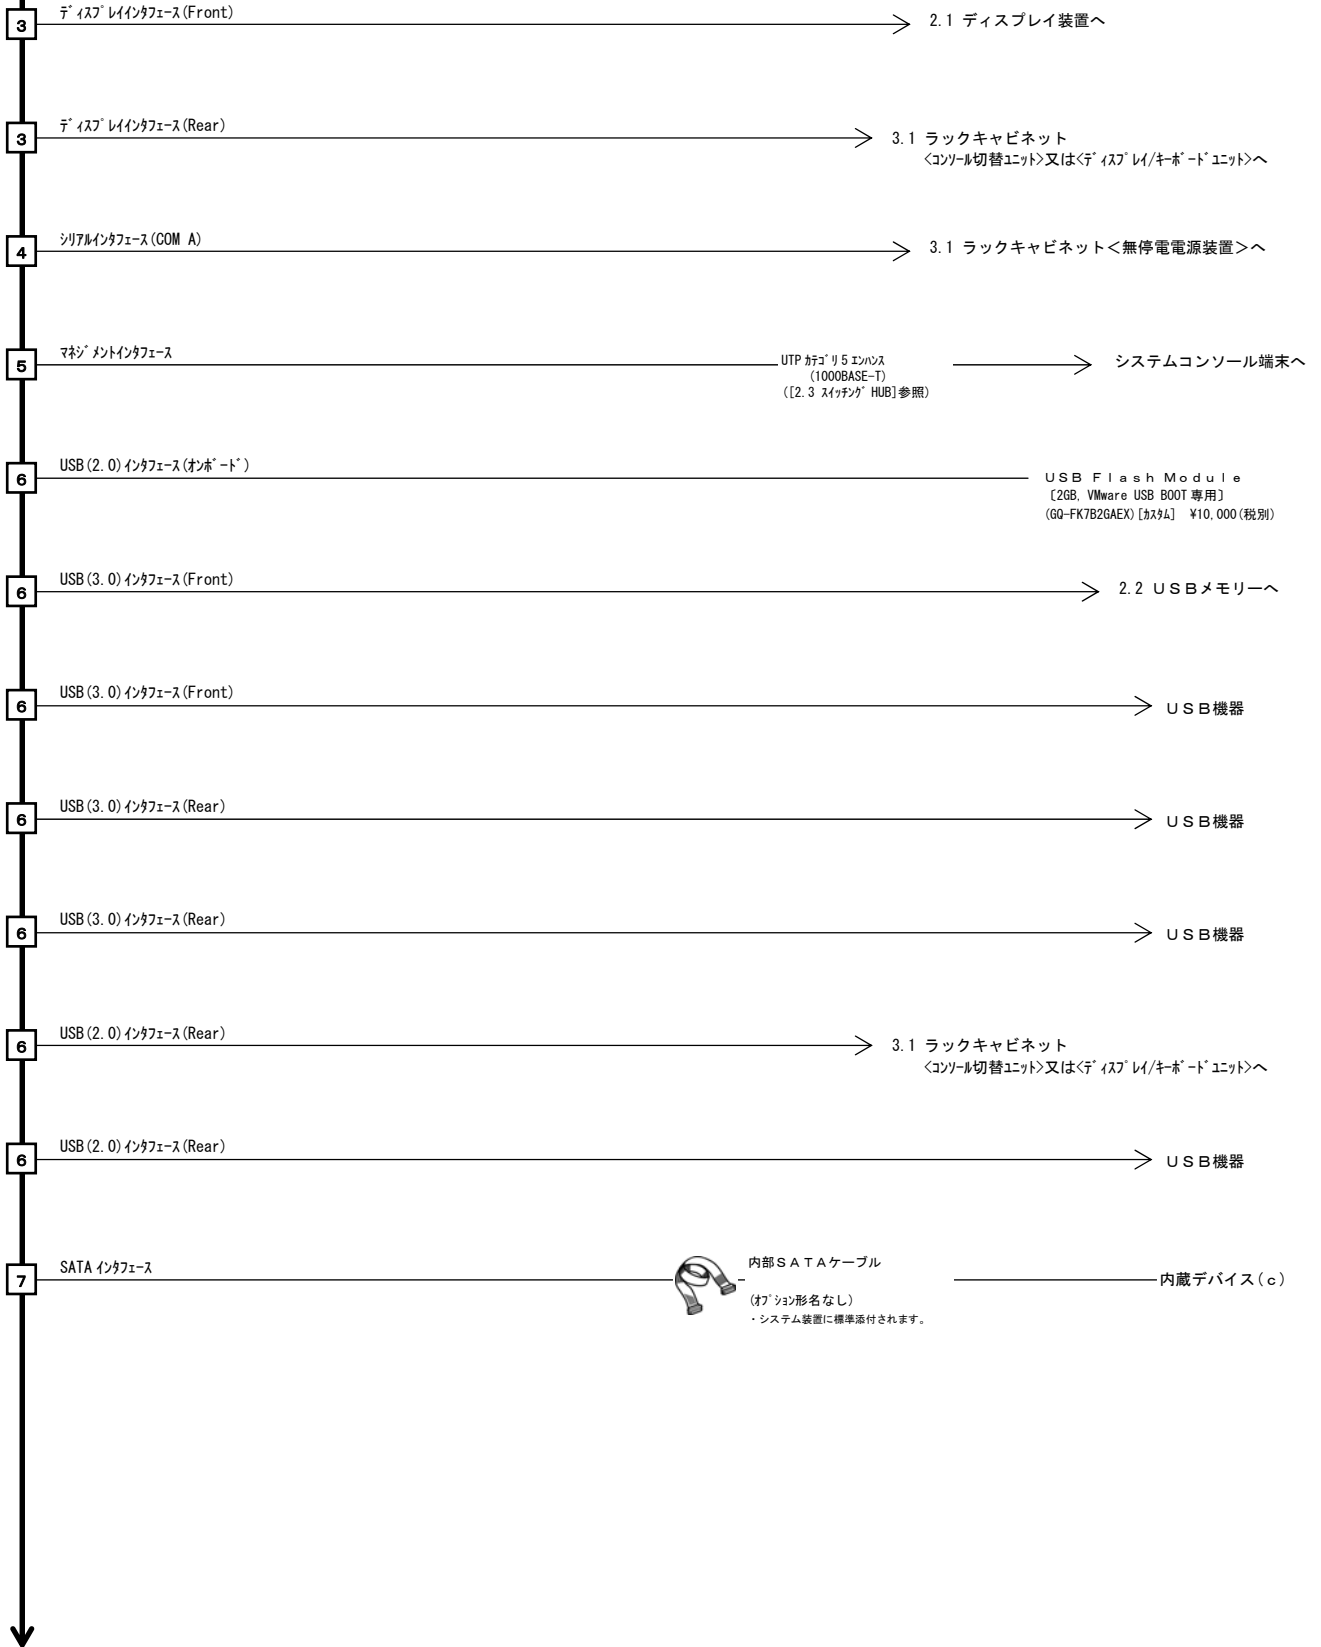 3
ﾃﾞｨｽﾌﾟﾚｲｲﾝﾀﾌｪｰｽ(Front)
2.1 ディスプレイ装置へ
3
ﾃﾞｨｽﾌﾟﾚｲｲﾝﾀﾌｪｰｽ(Rear)
3.1 ラックキャビネット
<ｺﾝｿｰﾙ切替ﾕﾆｯﾄ>又は<ﾃﾞｨｽﾌﾟﾚｲ/ｷｰﾎﾞｰﾄﾞﾕﾆｯﾄ>へ
4
ｼﾘｱﾙｲﾝﾀﾌｪｰｽ(COM A)
3.1 ラックキャビネット＜無停電電源装置＞へ
5
ﾏﾈｼﾞﾒﾝﾄｲﾝﾀﾌｪｰｽ
UTP ｶﾃｺﾞﾘ 5 ｴﾝﾊﾝｽ
(1000BASE-T)
([2.3 ｽｲｯﾁﾝｸﾞ HUB]参照)
システムコンソール端末へ
6
USB(2.0)ｲﾝﾀﾌｪｰｽ(ｵﾝﾎﾞｰﾄﾞ)
ＵＳＢ Ｆｌａｓｈ Ｍｏｄｕｌｅ
〔2GB, VMware USB BOOT 専用〕
(GQ-FK7B2GAEX)[ｶｽﾀﾑ] ¥10,000(税別)
6
USB(3.0)ｲﾝﾀﾌｪｰｽ(Front)
2.2 ＵＳＢメモリーへ
6
USB(3.0)ｲﾝﾀﾌｪｰｽ(Front)
ＵＳＢ機器
6
USB(3.0)ｲﾝﾀﾌｪｰｽ(Rear)
ＵＳＢ機器
6
USB(3.0)ｲﾝﾀﾌｪｰｽ(Rear)
ＵＳＢ機器
6
USB(2.0)ｲﾝﾀﾌｪｰｽ(Rear)
3.1 ラックキャビネット
<ｺﾝｿｰﾙ切替ﾕﾆｯﾄ>又は<ﾃﾞｨｽﾌﾟﾚｲ/ｷｰﾎﾞｰﾄﾞﾕﾆｯﾄ>へ
6
USB(2.0)ｲﾝﾀﾌｪｰｽ(Rear)
ＵＳＢ機器
7
SATA ｲﾝﾀﾌｪｰｽ
内部ＳＡＴＡケーブル
(ｵﾌﾟｼｮﾝ形名なし)
・システム装置に標準添付されます。
内蔵デバイス(ｃ)